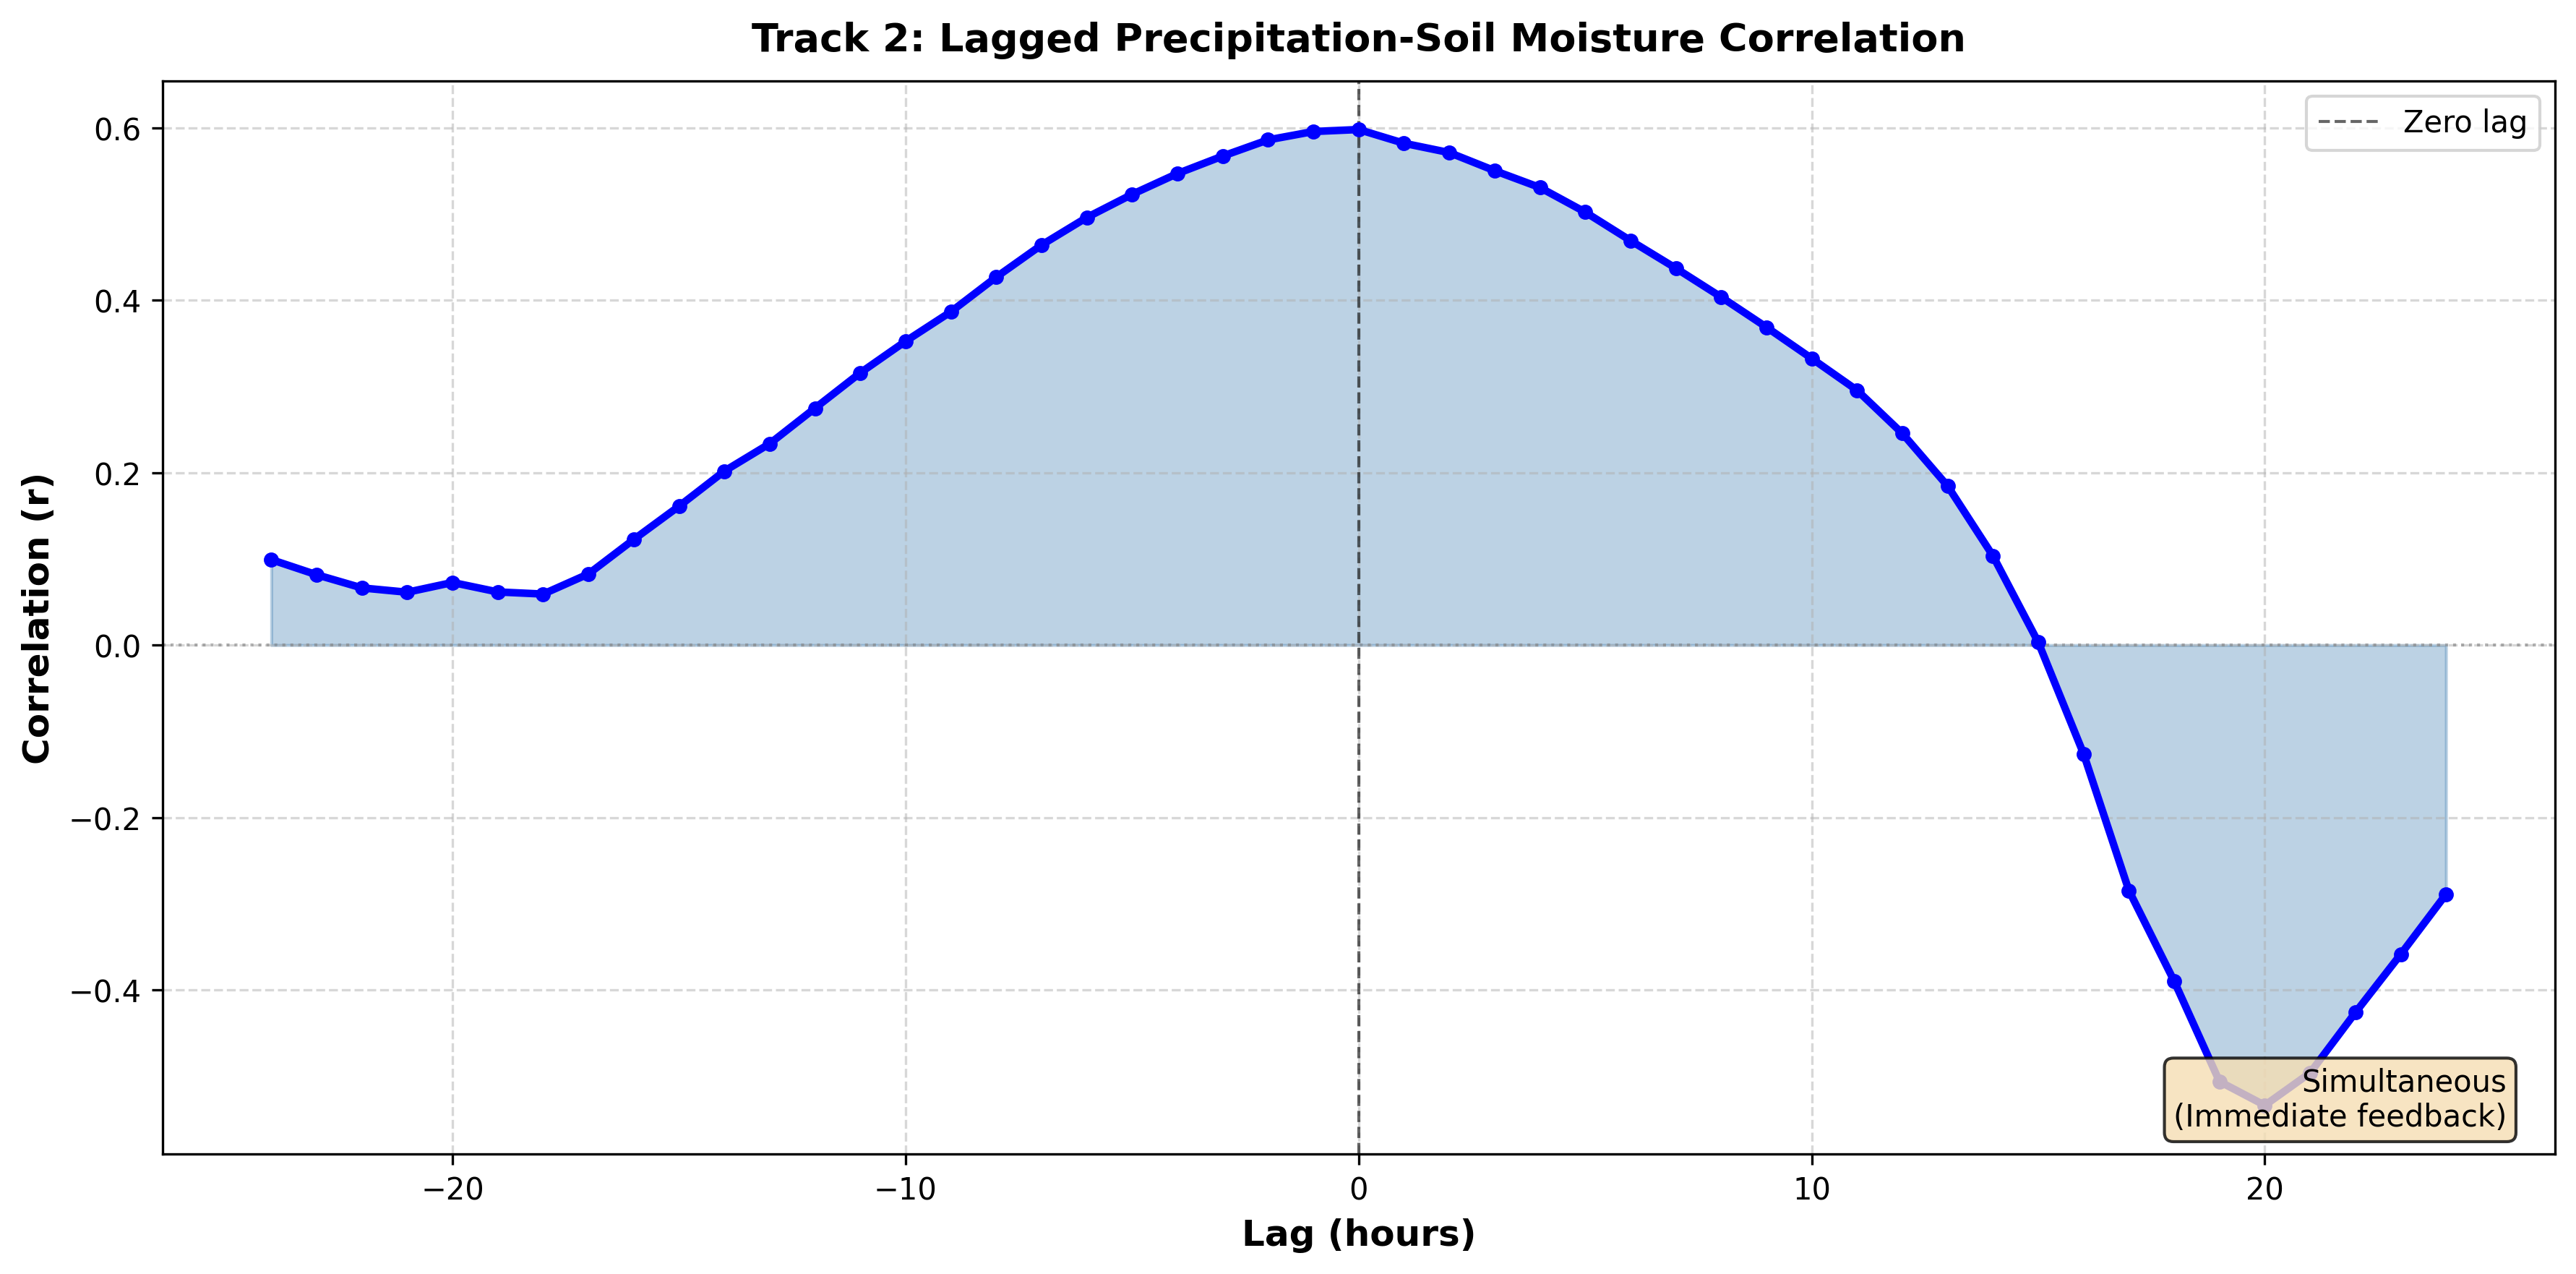 Track 2: Lagged Precipitation-Soil Moisture Correlation
Zero lag
0.6
0.4
0.2
0.0
−0.2
−0.4
Correlation (r)
Simultaneous
(Immediate feedback)
−20
−10
0
10
20
Lag (hours)